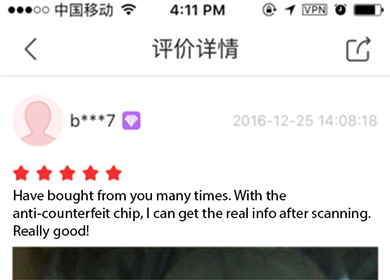 中国移动 4:11 PM VPN
评价详情
b***7 2016-12-25 14:08:18
Have bought from you many times. With the
anti-counterfeit chip, I can get the real info after scanning.
Really good!